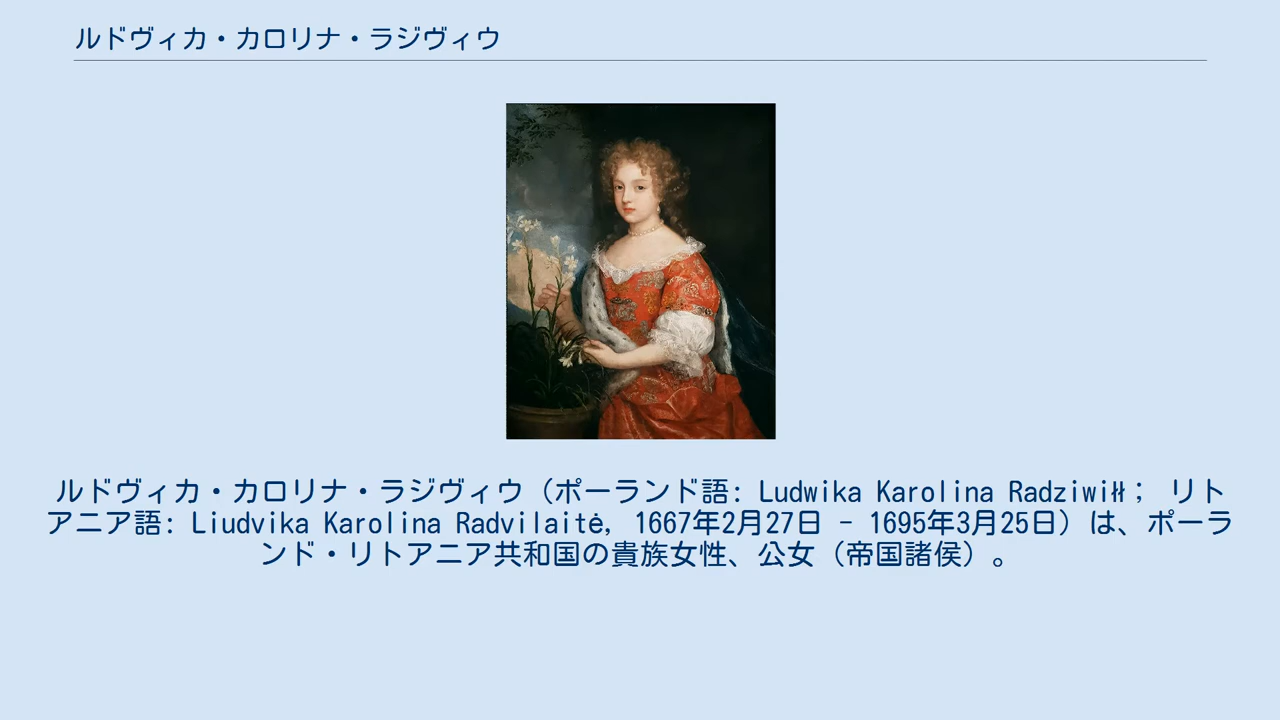 ルドヴィカ・カロリナ・ラジヴィウ
ルドヴィカ・カロリナ・ラジヴィウ（ポーランド語: Ludwika Karolina Radziwiłł； リト
アニア語: Liudvika Karolina Radvilaitė, 1667年2月27日 - 1695年3月25日）は、ポーラ
ンド・リトアニア共和国の貴族女性、公女（帝国諸侯）。